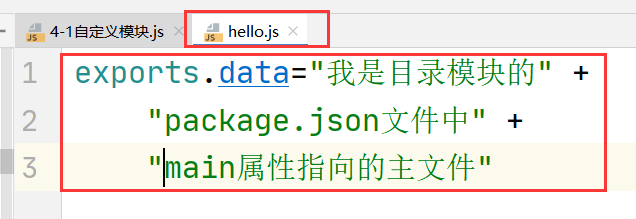 4-1自定义模块.js hello.js
1 exports.data="我是目录模块的" +
2 "package.json文件中" +
3 "main属性指向的主文件"